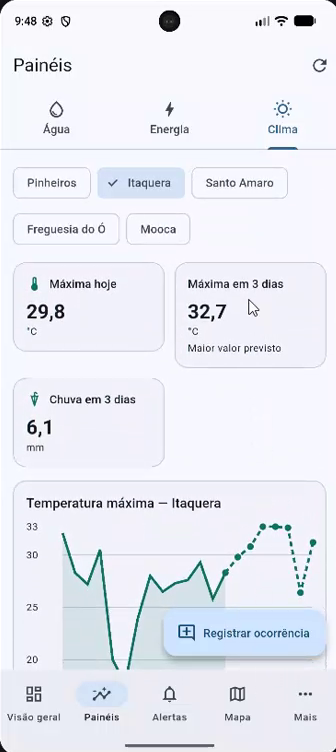 9:48
Painéis
Água
Energia
Clima
Pinheiros
Itaquera
Santo Amaro
Freguesia do Ó
Mooca
Máxima hoje
29,8
°C
Máxima em 3 dias
32,7
°C
Maior valor previsto
Chuva em 3 dias
6,1
mm
Temperatura máxima — Itaquera
33
30
25
20
Registrar ocorrência
Visão geral
Painéis
Alertas
Mapa
Mais